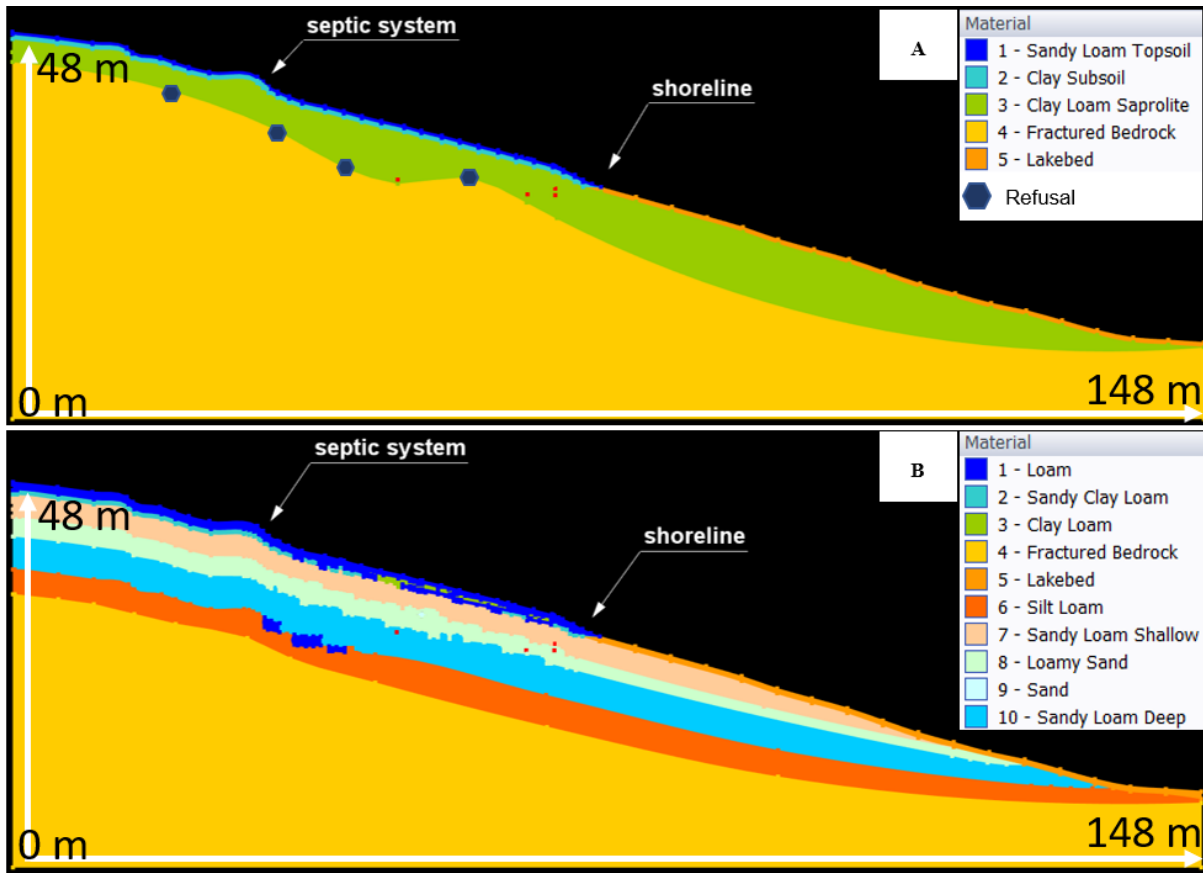 septic system
A
Material
1 - Sandy Loam Topsoil
48 m
2 - Clay Subsoil
shoreline
3 - Clay Loam Saprolite
4 - Fractured Bedrock
5 - Lakebed
Refusal
0 m
148 m
septic system
B
Material
1 - Loam
48 m
2 - Sandy Clay Loam
3 - Clay Loam
shoreline
4 - Fractured Bedrock
5 - Lakebed
6 - Silt Loam
7 - Sandy Loam Shallow
8 - Loamy Sand
9 - Sand
10 - Sandy Loam Deep
0 m
148 m